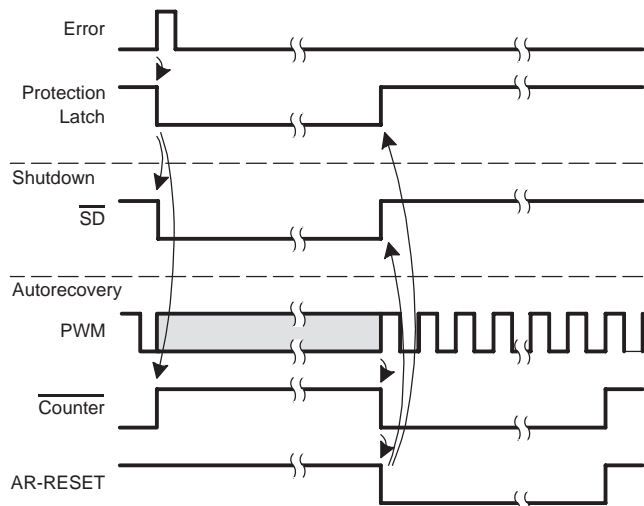 Error
Protection
Latch
Shutdown
SD
Autorecovery
PWM
Counter
AR-RESET